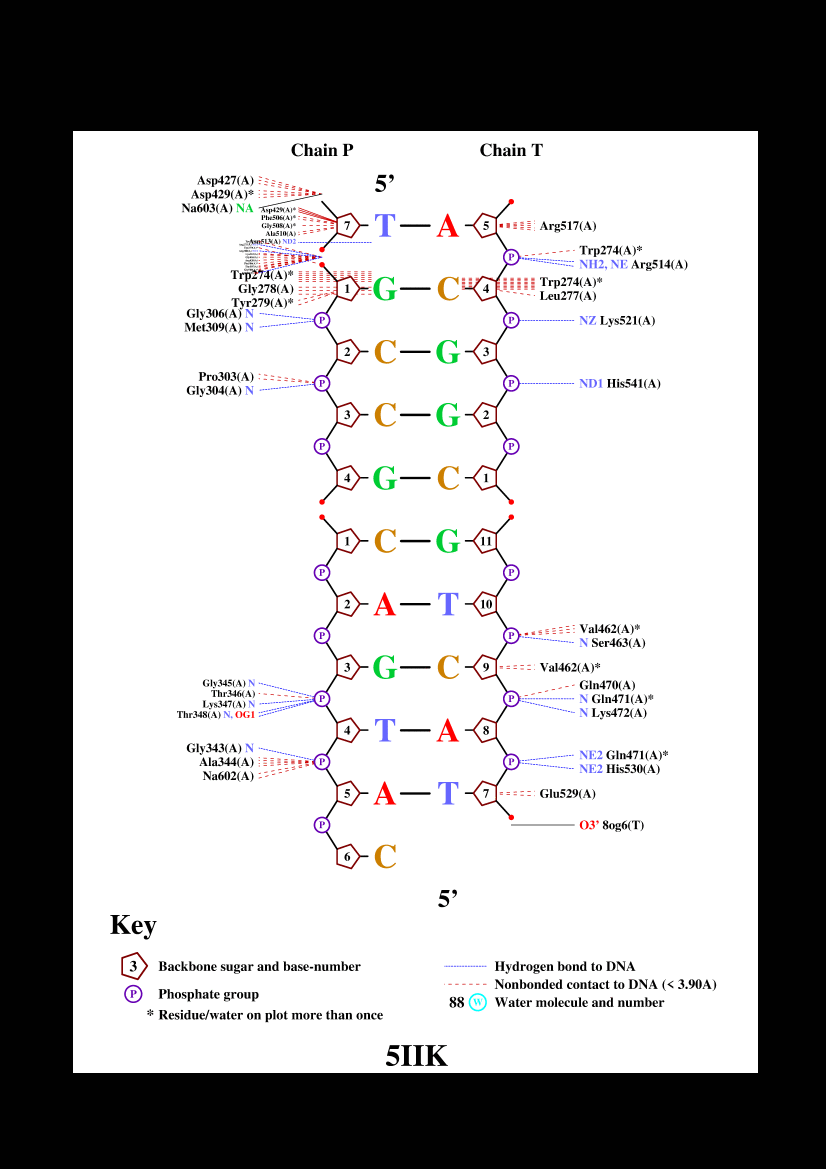 Chain P Chain T
5’
Asp427(A)
Asp429(A)*
Na603(A) NA
Asp429(A)*
Phe506(A)*
Gly508(A)*
Ala510(A)
Asn513(A) ND2
7 T A 5 Arg517(A)
P Trp274(A)*
NH2, NE Arg514(A)
Trp274(A)*
Gly278(A)
Tyr279(A)*
1 G C 4 Trp274(A)*
Leu277(A)
Gly306(A) N
Met309(A) N
P P NZ Lys521(A)
2 C G 3
Pro303(A)
Gly304(A) N
P P ND1 His541(A)
3 C G 2
P P
4 G C 1
1 C G 11
P P
2 A T 10
P P Val462(A)*
N Ser463(A)
3 G C 9 Val462(A)*
Gly345(A) N
Thr346(A)
Lys347(A) N
Thr348(A) N, OG1
P P Gln470(A)
N Gln471(A)*
N Lys472(A)
4 T A 8
Gly343(A) N
Ala344(A)
Na602(A)
P P NE2 Gln471(A)*
NE2 His530(A)
5 A T 7 Glu529(A)
P O3’ 8og6(T)
6 C
5’
Key
3 Backbone sugar and base-number
P Phosphate group
* Residue/water on plot more than once
Hydrogen bond to DNA
Nonbonded contact to DNA (< 3.90A)
88 W Water molecule and number
5IIK